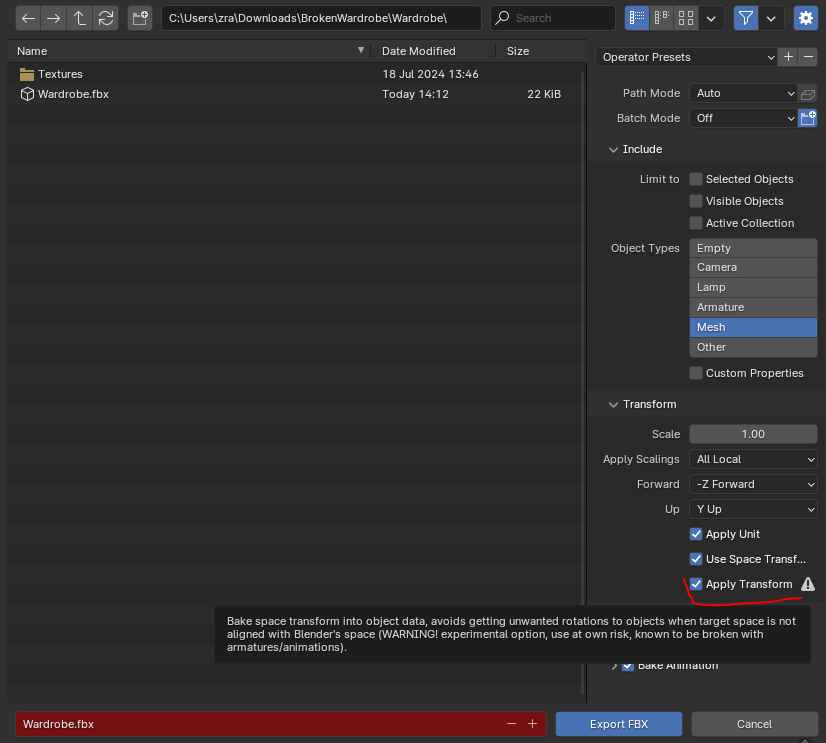 C:\Users\zra\Downloads\BrokenWardrobe\Wardrobe\
Search
Name
Date Modified
Size
Textures
18 Jul 2024 13:46
Wardrobe.fbx
Today 14:12
22 KiB
Operator Presets
Path Mode
Auto
Batch Mode
Off
Include
Limit to
Selected Objects
Visible Objects
Active Collection
Object Types
Empty
Camera
Lamp
Armature
Mesh
Other
Custom Properties
Transform
Scale
1.00
Apply Scalings
All Local
Forward
-Z Forward
Up
Y Up
Apply Unit
Use Space Transf...
Apply Transform
Bake space transform into object data, avoids getting unwanted rotations to objects when target space is not
aligned with Blender's space (WARNING! experimental option, use at own risk, known to be broken with
armatures/animations).
Bake Animation
Wardrobe.fbx
Export FBX
Cancel